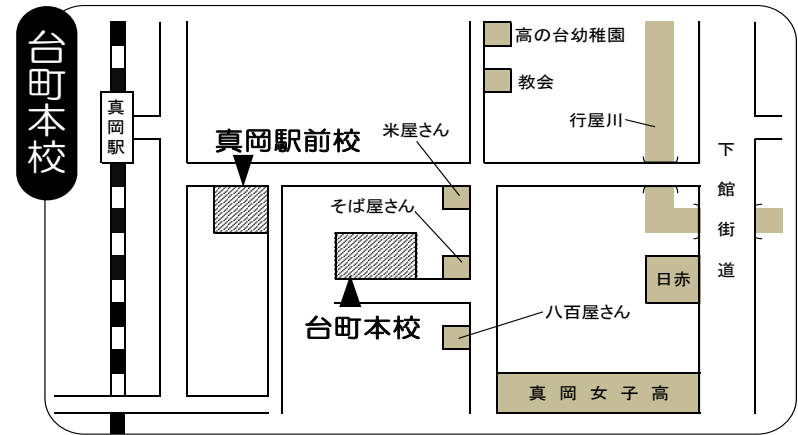 台町本校
高の台幼稚園
教会
真岡駅
行屋川
米屋さん
真岡駅前校
下館街道
そば屋さん
日赤
台町本校
八百屋さん
真岡女子高